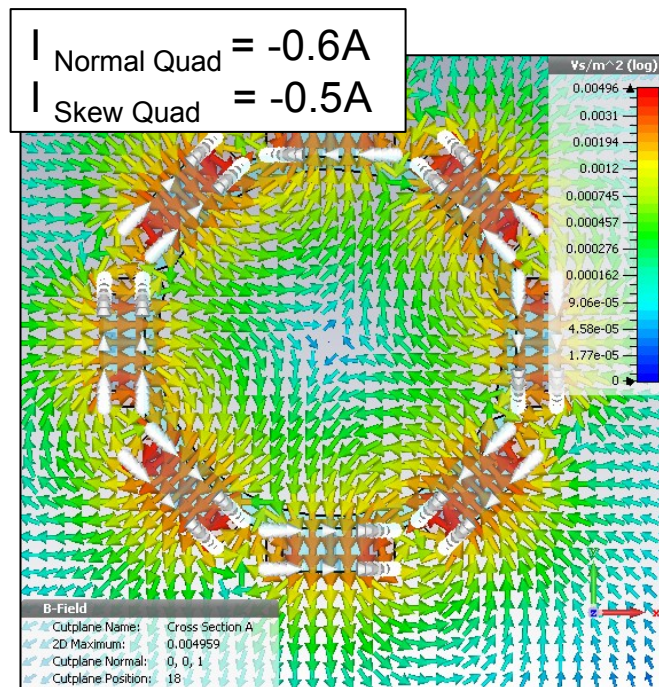 I Normal Quad = -0.6A
I Skew Quad = -0.5A
Vs/m^2 (log)
0.00496
0.0031
0.00194
0.0012
0.000745
0.000457
0.000276
0.000162
9.06e-05
4.58e-05
1.77e-05
0
y
z
x
B-Field
Cutplane Name: Cross Section A
2D Maximum: 0.004959
Cutplane Normal: 0, 0, 1
Cutplane Position: 18